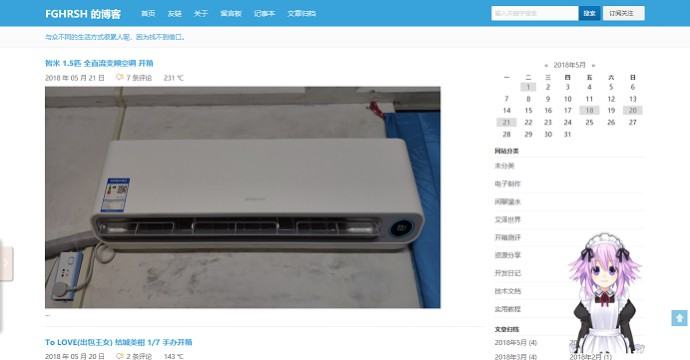 FGHRSH 的博客
首页 友链 关于 留言板 记事本 文章归档
输入关键字搜索 搜索 订阅关注
与众不同的生活方式很累人呢，因为找不到借口。
智米 1.5匹 全直流变频空调 开箱
2018 年 05 月 21 日 7 条评论 231 ℃
...
To LOVE(出包王女) 结城美柑 1/7 手办开箱
2018 年 05 月 20 日 2 条评论 143 ℃
« 2018年5月 »
一 二 三 四 五 六 日
1 2 3 4 5 6
7 8 9 10 11 12 13
14 15 16 17 18 19 20
21 22 23 24 25 26 27
28 29 30 31
网站分类
未分类
电子制作
闲聊灌水
文溪世界
开箱测评
资源分享
开发日记
技术文档
实用教程
文章归档
2018年5月 (4)
2018年3月 (2)
2018年2月 (1)